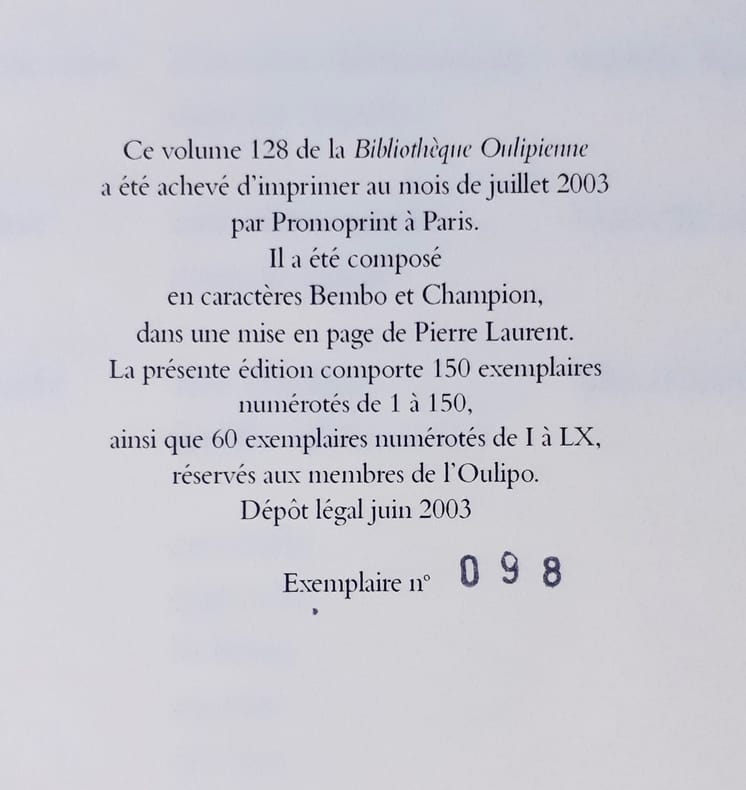 Ce volume 128 de la Bibliothèque Oulipienne
a été achevé d'imprimer au mois de juillet 2003
par Promoprint à Paris.
Il a été composé
en caractères Bembo et Champion,
dans une mise en page de Pierre Laurent.
La présente édition comporte 150 exemplaires
numérotés de 1 à 150,
ainsi que 60 exemplaires numérotés de I à LX,
réservés aux membres de l'Oulipo.
Dépôt légal juin 2003
Exemplaire nº 098